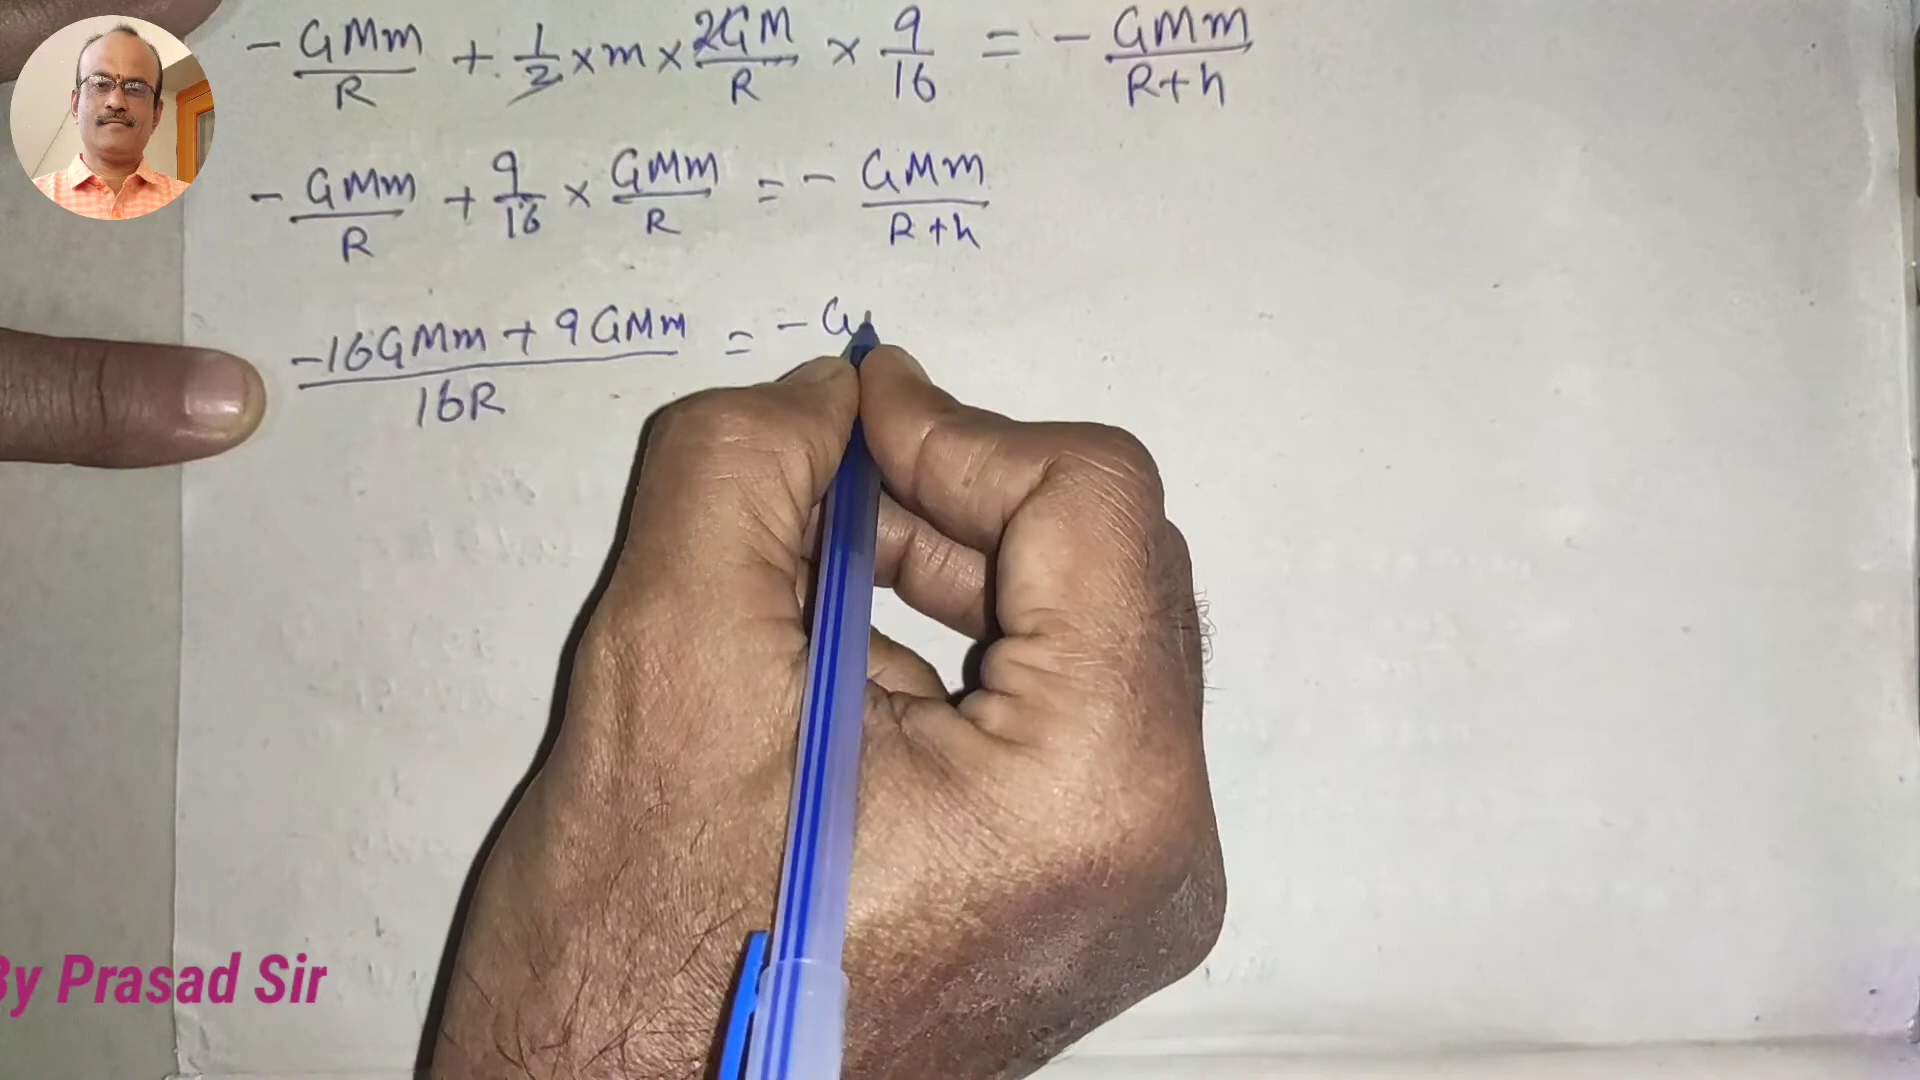 - GMm/R + 1/2 × m × 2GM/R × 9/16 = - GMm/R+h
- GMm/R + 9/16 × GMm/R = - GMm/R+h
-16GMm + 9GMm/16R = - G
By Prasad Sir